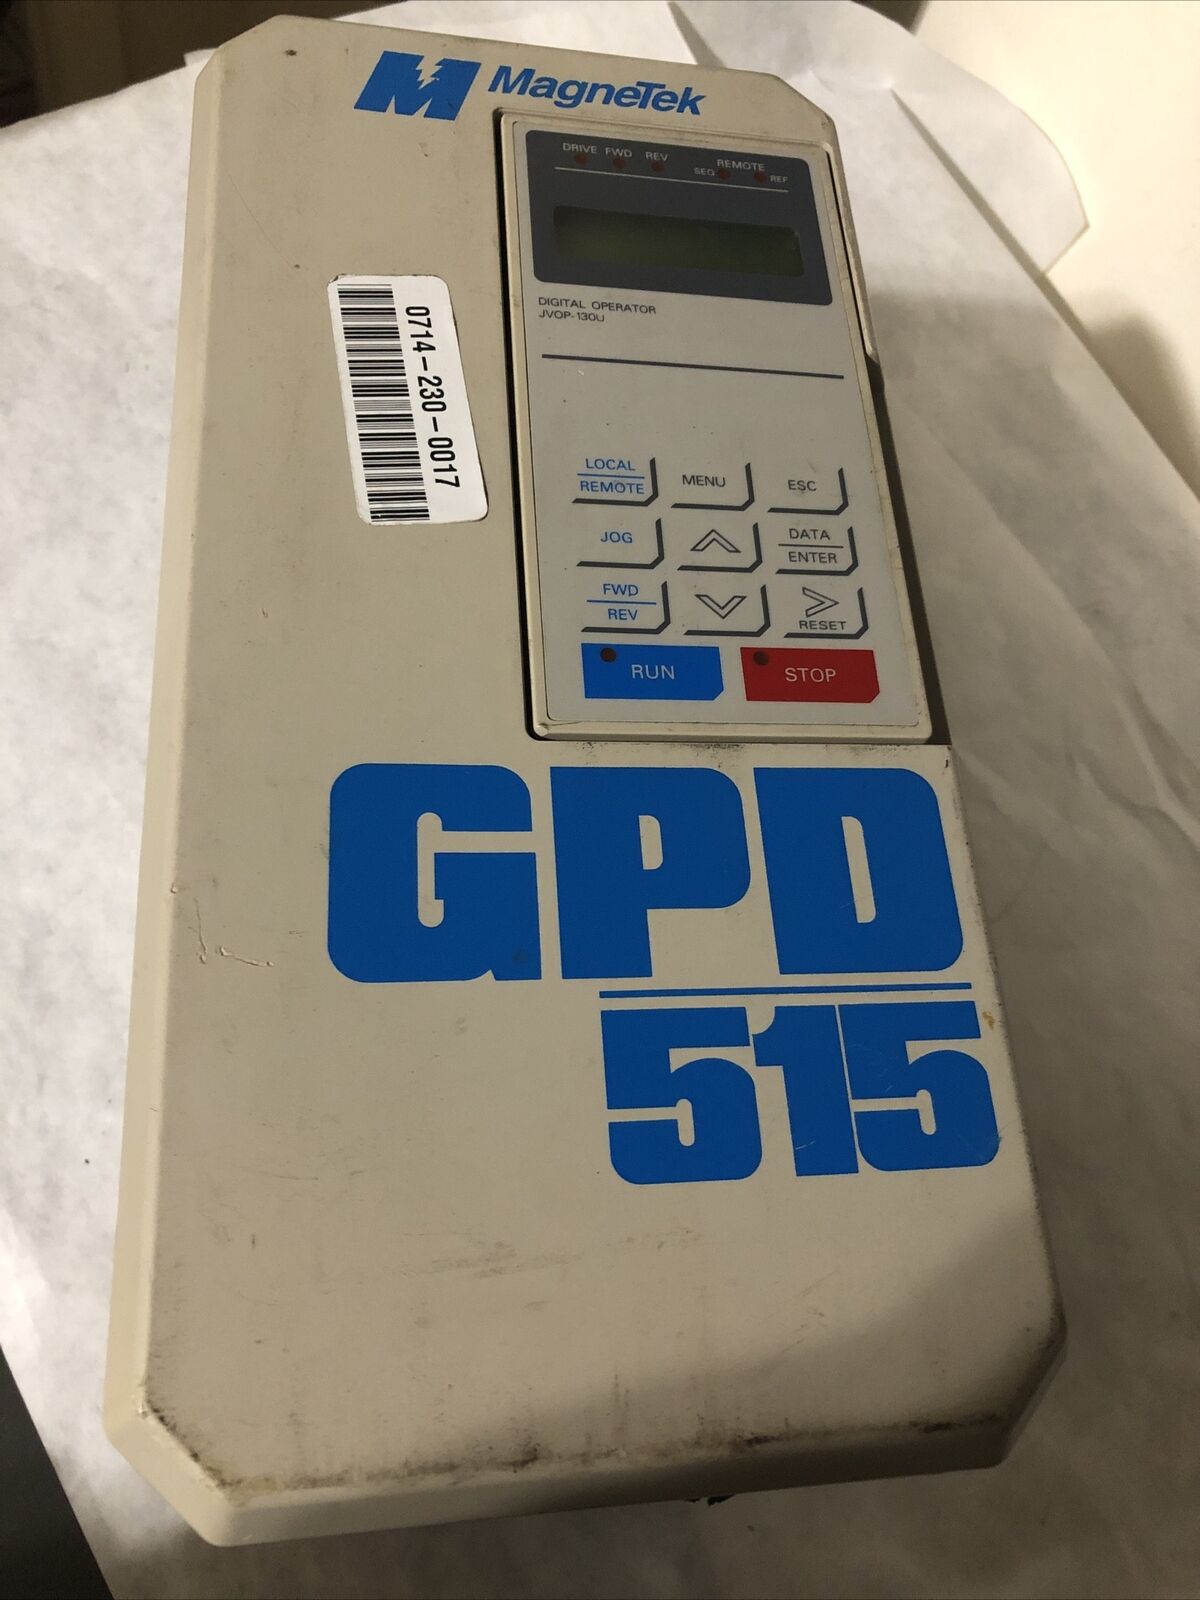 MagneTek
DRIVE FWD REV REMOTE
SEQ REF
DIGITAL OPERATOR
JVOP-130U
0714-230-0017
LOCAL
REMOTE
MENU
ESC
JOG
DATA
ENTER
FWD
REV
RESET
RUN
STOP
GPD
515